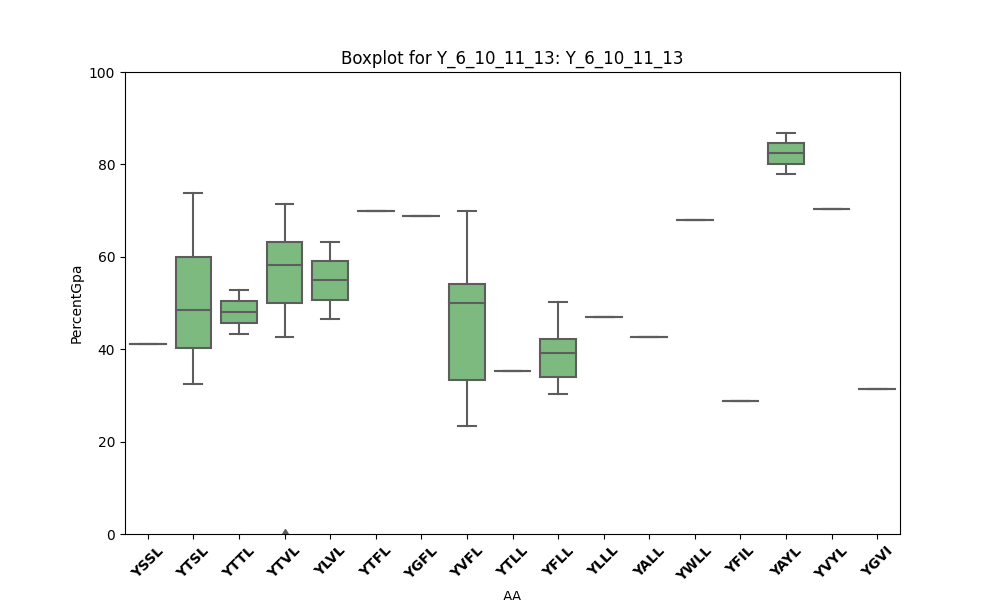 Boxplot for Y_6_10_11_13: Y_6_10_11_13
PercentGpa
100
80
60
40
20
0
YSSL
YTSL
YTTL
YTVL
YLVL
YTFL
YGFL
YVFL
YTLL
YFLL
YLLL
YALL
YWLL
YFIL
YAYL
YVYL
YGVI
AA